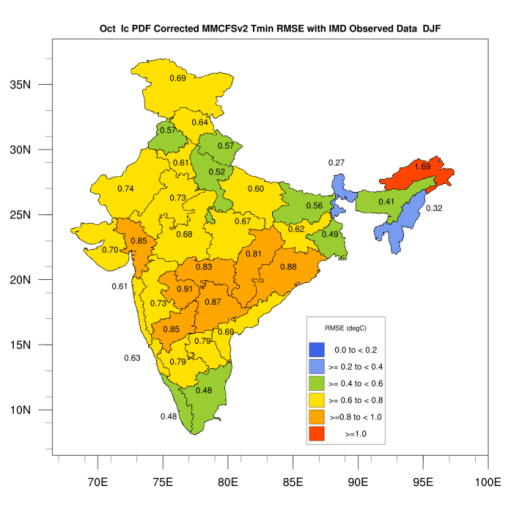 Oct Ic PDF Corrected MMCFSv2 Tmin RMSE with IMD Observed Data DJF
35N
30N
25N
20N
15N
10N
70E 75E 80E 85E 90E 95E 100E
0.69
0.64
0.57
0.57
0.61
0.52
0.27
1.69
0.74
0.73
0.60
0.56
0.41
0.32
0.67
0.62
0.68
0.49
0.85
0.70
0.81
0.83
0.88
0.61
0.91
0.73
0.87
0.85
0.69
0.79
0.63
0.79
0.48
0.48
RMSE (degC)
0.0 to < 0.2
>= 0.2 to < 0.4
>= 0.4 to < 0.6
>= 0.6 to < 0.8
>=0.8 to < 1.0
>=1.0